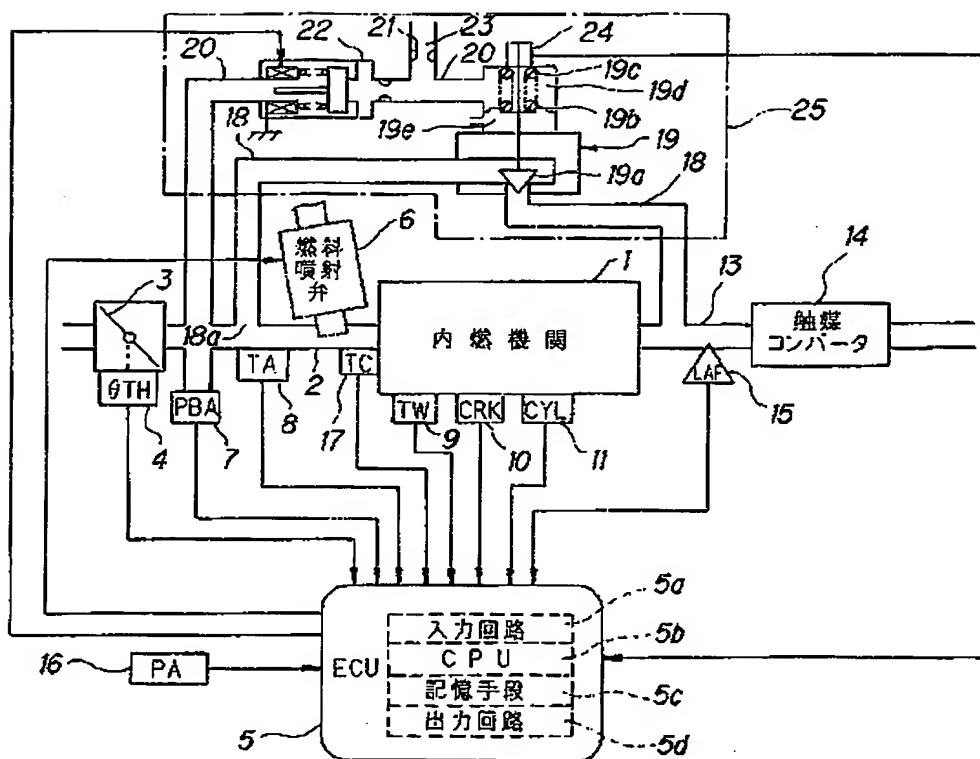 21 23 24
20 22 20
19c
19d
19b
25
18 19e 19
19a
18
6
燃料
噴射
弁
1
14
3
13
触媒
コンバータ
内燃機関
18a
θTH
TA
2
TC
LAF
PBA
17
TW CRK CYL
15
4 7 8 9 10 11
5a
入力回路
5b
ECU
CPU
16 PA
記憶手段
5c
出力回路
5 5d